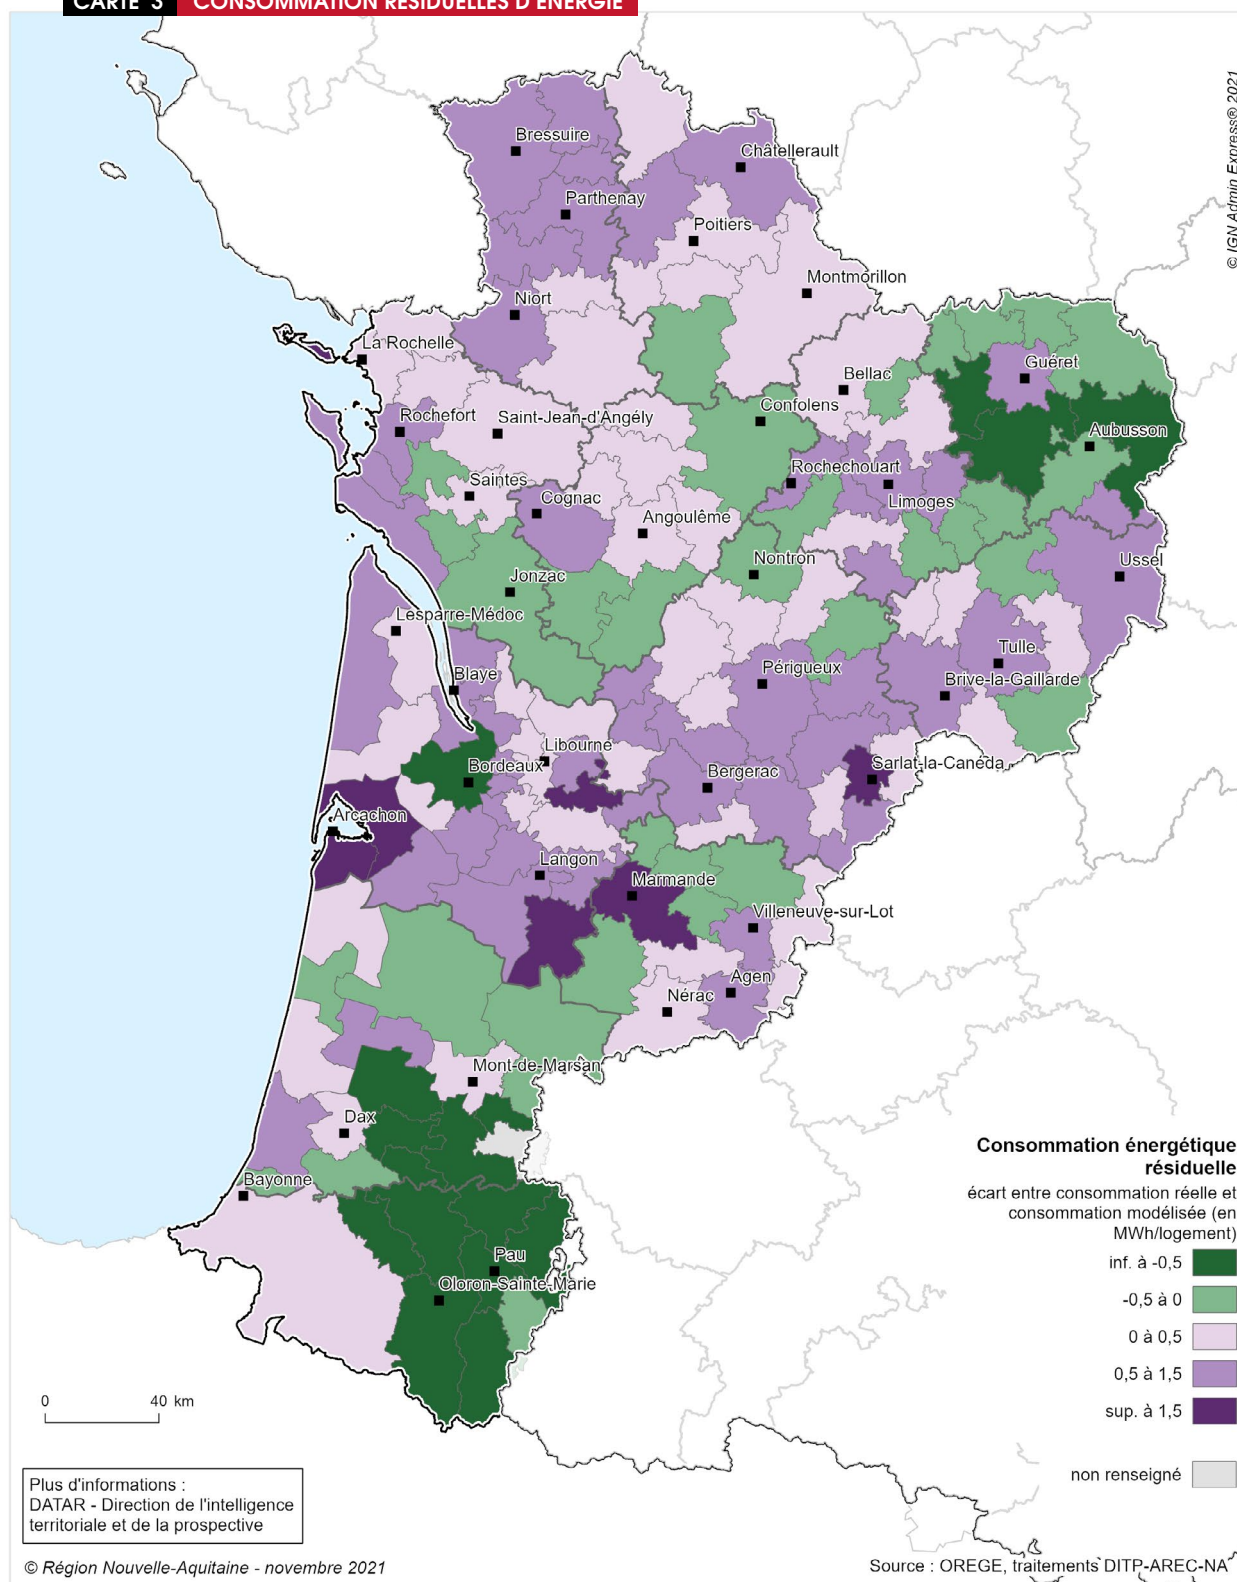 CARTE 3 CONSOMMATION RÉSIDUELLES D'ÉNERGIE
© IGN Admin Express® 2021
Bressuire
Châtellerault
Parthenay
Poitiers
Montmorillon
Niort
La Rochelle
Bellac
Guéret
Confolens
Rochefort
Saint-Jean-d'Angély
Aubusson
Rochechouart
Saintes
Cognac
Limoges
Angoulême
Nontron
Ussel
Jonzac
Lesparre-Médoc
Tulle
Blaye
Périgueux
Brive-la-Gaillarde
Libourne
Bordeaux
Sarlat-la-Canéda
Bergerac
Arcachon
Langon
Marmande
Villeneuve-sur-Lot
Agen
Nérac
Mont-de-Marsan
Dax
Bayonne
Pau
Oloron-Sainte-Marie
Consommation énergétique
résiduelle
écart entre consommation réelle et
consommation modélisée (en
MWh/logement)
inf. à -0,5
-0,5 à 0
0 à 0,5
0,5 à 1,5
sup. à 1,5
non renseigné
0 40 km
Plus d'informations :
DATAR - Direction de l'intelligence
territoriale et de la prospective
© Région Nouvelle-Aquitaine - novembre 2021
Source : OREGE, traitements DITP-AREC-NA